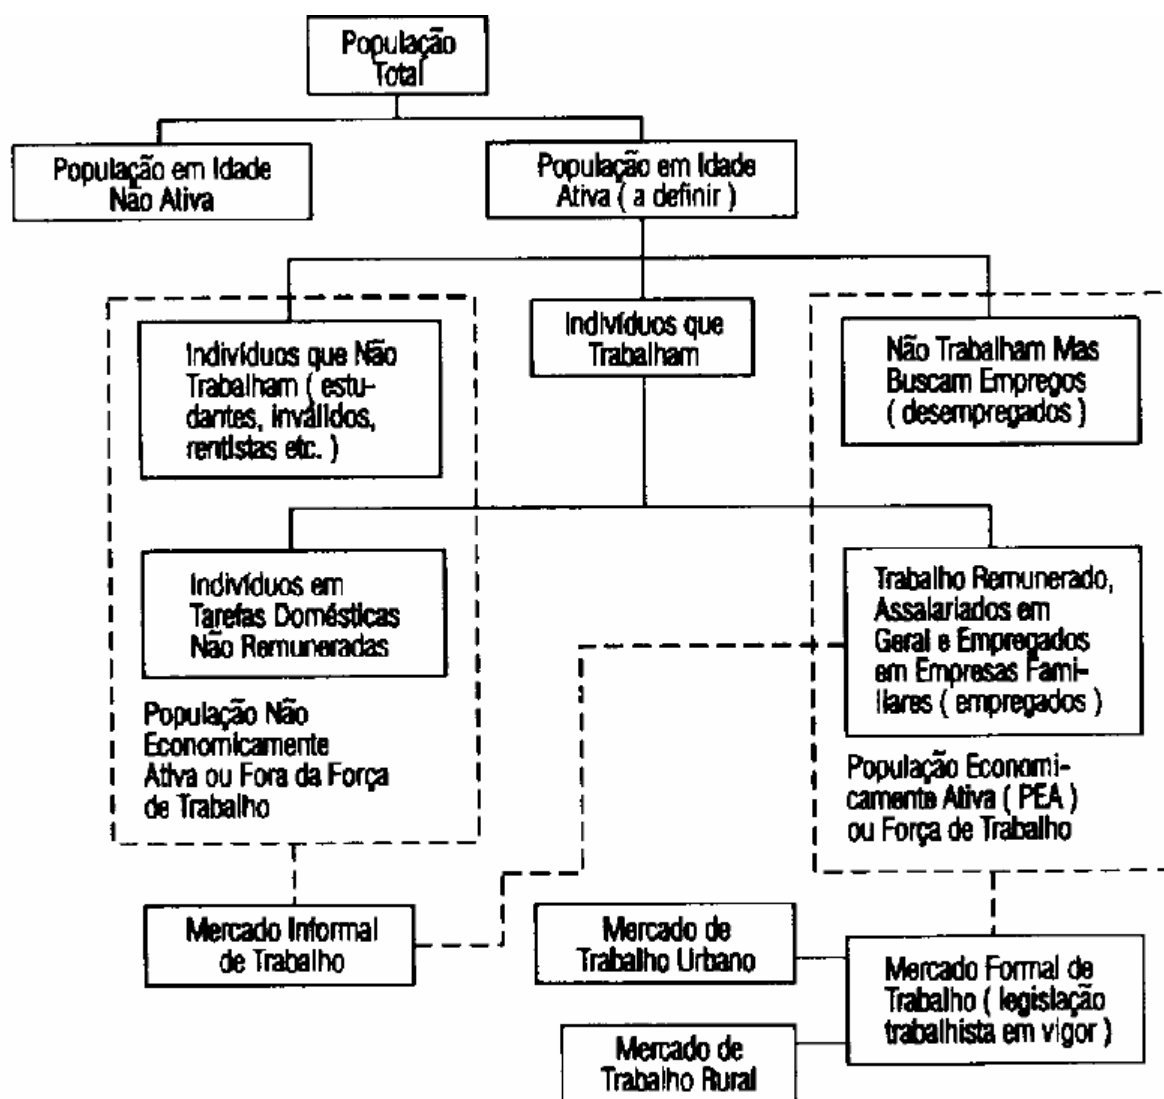 População
Total
População em Idade
Não Ativa
População em Idade
Ativa ( a definir )
Indivíduos que Não
Trabalham ( estu-
dantes, inválidos,
rentistas etc. )
Indivíduos que
Trabalham
Não Trabalham Mas
Buscam Empregos
( desempregados )
Indivíduos em
Tarefas Domésticas
Não Remuneradas
População Não
Economicamente
Ativa ou Fora da Força
de Trabalho
Trabalho Remunerado,
Assalariados em
Geral e Empregados
em Empresas Fami-
liares ( empregados )
População Economi-
camente Ativa ( PEA )
ou Força de Trabalho
Mercado Informal
de Trabalho
Mercado de
Trabalho Urbano
Mercado Formal de
Trabalho ( legislação
trabalhista em vigor )
Mercado de
Trabalho Rural